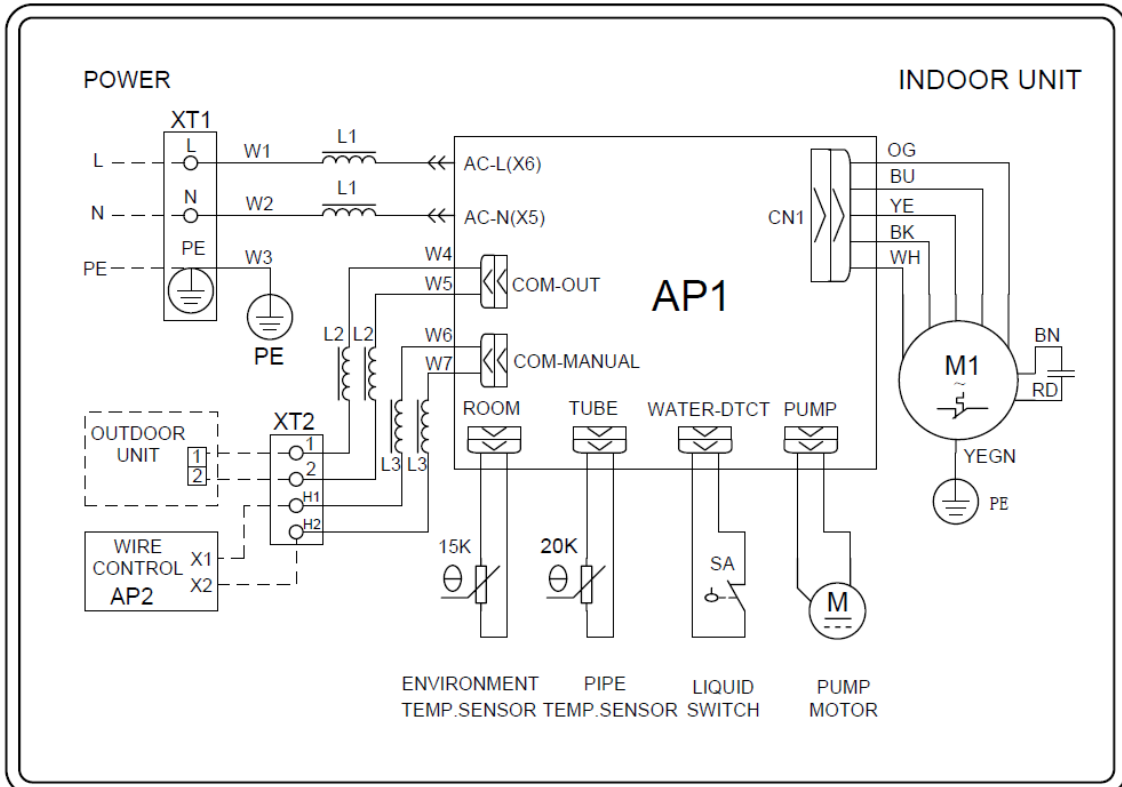 POWER
INDOOR UNIT
XT1
L
L
W1
L1
AC-L(X6)
N
N
W2
L1
AC-N(X5)
PE
PE
W3
PE
W4
W5
COM-OUT
W6
W7
COM-MANUAL
L2 L2
L3 L3
AP1
CN1
OG
BU
YE
BK
WH
M1
~
BN
RD
YEGN
PE
ROOM
TUBE
WATER-DTCT
PUMP
OUTDOOR
UNIT
1
2
XT2
1
2
H1
H2
WIRE
CONTROL
AP2
X1
X2
15K
θ
20K
θ
SA
M
ENVIRONMENT
TEMP.SENSOR
PIPE
TEMP.SENSOR
LIQUID
SWITCH
PUMP
MOTOR